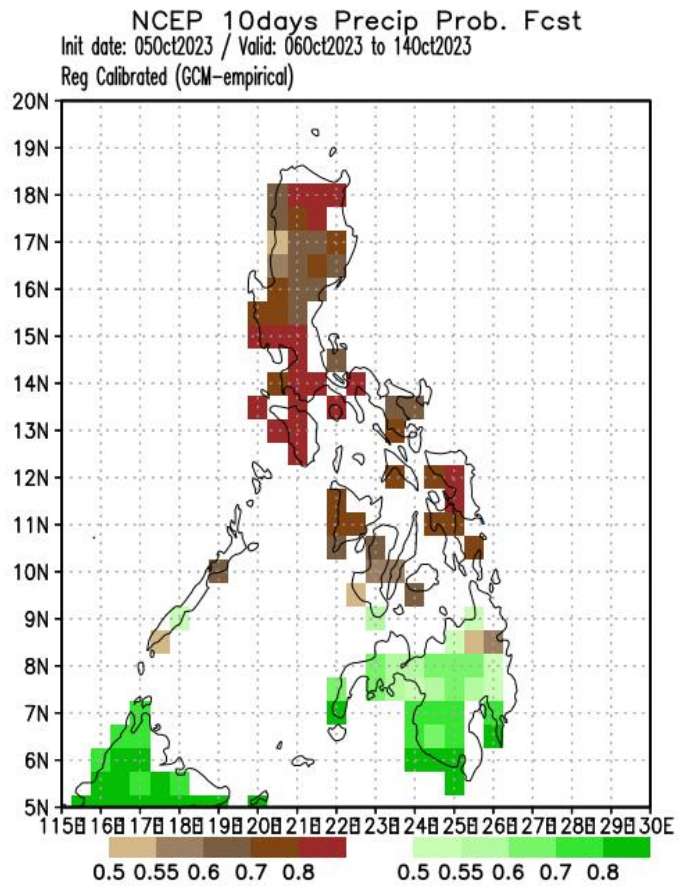 NCEP 10days Precip Prob. Fcst
Init date: 05Oct2023 / Valid: 06Oct2023 to 14Oct2023
Reg Calibrated (GCM-empirical)
20N
19N
18N
17N
16N
15N
14N
13N
12N
11N
10N
9N
8N
7N
6N
5N
115E 116E 117E 118E 119E 120E 121E 122E 123E 124E 125E 126E 127E 128E 129E 130E
0.5 0.55 0.6 0.7 0.8 0.5 0.55 0.6 0.7 0.8